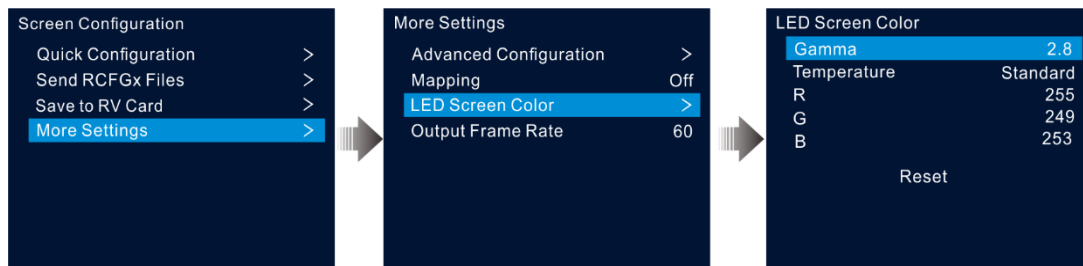 Screen Configuration
Quick Configuration >
Send RCFGx Files >
Save to RV Card >
More Settings >
More Settings
Advanced Configuration >
Mapping Off
LED Screen Color >
Output Frame Rate 60
LED Screen Color
Gamma 2.8
Temperature Standard
R 255
G 249
B 253
Reset